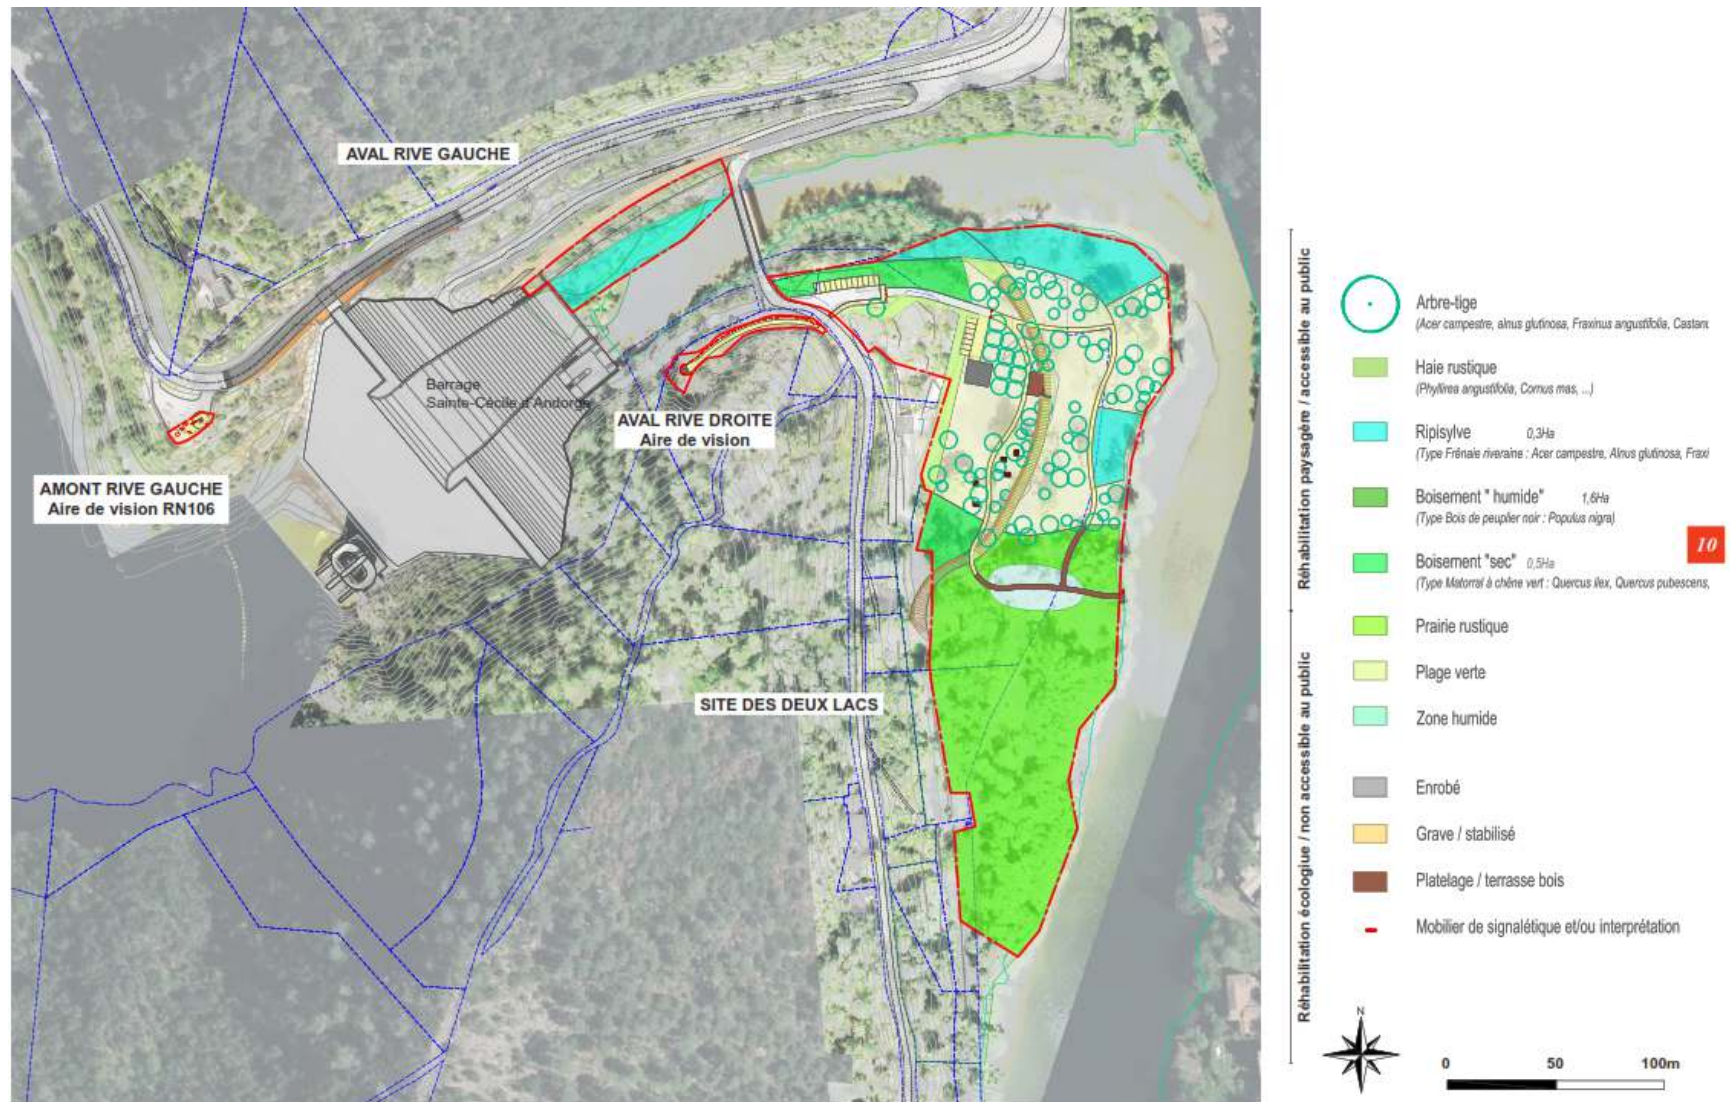 AVAL RIVE GAUCHE
Barrage
Sainte-Cécile d'Andorge
AVAL RIVE DROITE
Aire de vision
AMONT RIVE GAUCHE
Aire de vision RN106
SITE DES DEUX LACS
Réhabilitation paysagère / accessible au public
Réhabilitation écologique / non accessible au public
Arbre-tige
(Acer campestre, alnus glutinosa, Fraxinus angustifolia, Castan
Haie rustique
(Phyllirea angustifolia, Cornus mas, ...)
Ripisylve 0,3Ha
(Type Frênaie riveraine : Acer campestre, Alnus glutinosa, Fraxi
Boisement " humide" 1,6Ha
(Type Bois de peuplier noir : Populus nigra)
10
Boisement "sec" 0,5Ha
(Type Matorral à chêne vert : Quercus ilex, Quercus pubescens,
Prairie rustique
Plage verte
Zone humide
Enrobé
Grave / stabilisé
Platelage / terrasse bois
Mobilier de signalétique et/ou interprétation
N
0 50 100m